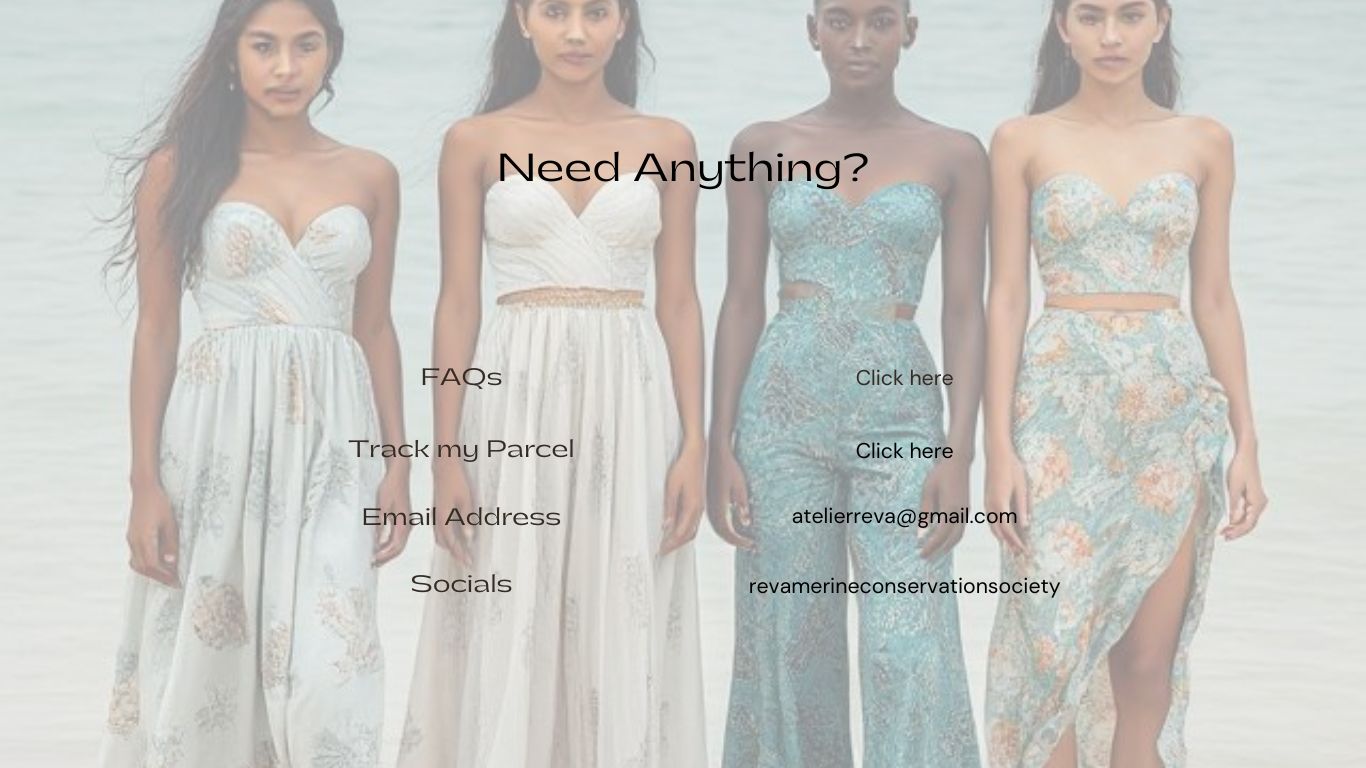 Need Anything?
FAQs Click here
Track my Parcel Click here
Email Address atelierreva@gmail.com
Socials revamerineconservationsociety